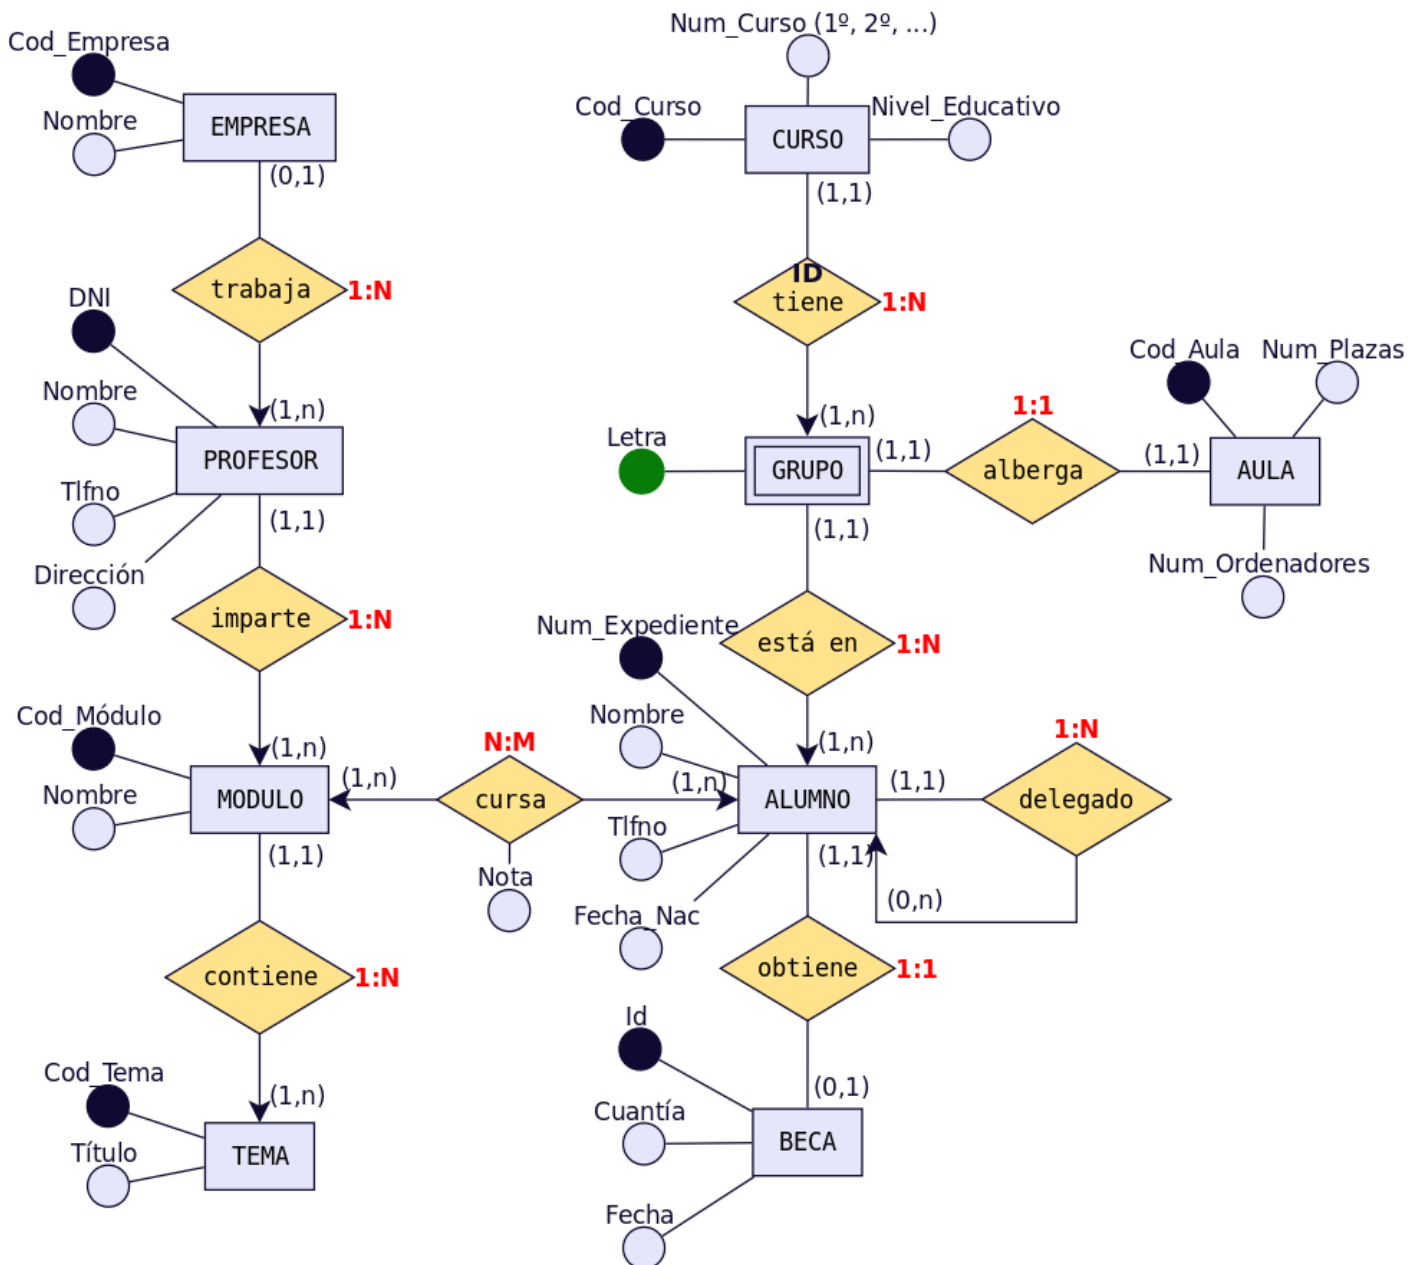 Num_Curso (1º, 2º, ...)
Cod_Empresa
Cod_Curso
Nivel_Educativo
Nombre
EMPRESA
CURSO
(0,1)
(1,1)
ID
trabaja
1:N
tiene
1:N
DNI
Cod_Aula
Num_Plazas
Nombre
(1,n)
(1,n)
1:1
Letra
(1,1)
(1,1)
PROFESOR
GRUPO
alberga
AULA
Tlfno
(1,1)
(1,1)
Dirección
Num_Ordenadores
imparte
1:N
Num_Expediente
está en
1:N
Cod_Módulo
Nombre
(1,n)
N:M
(1,n)
1:N
Nombre
(1,n)
(1,n)
(1,1)
MODULO
cursa
ALUMNO
delegado
Tlfno
(1,1)
(1,1)
Nota
(0,n)
Fecha_Nac
contiene
1:N
obtiene
1:1
Id
Cod_Tema
(1,n)
(0,1)
Cuantía
Título
TEMA
BECA
Fecha